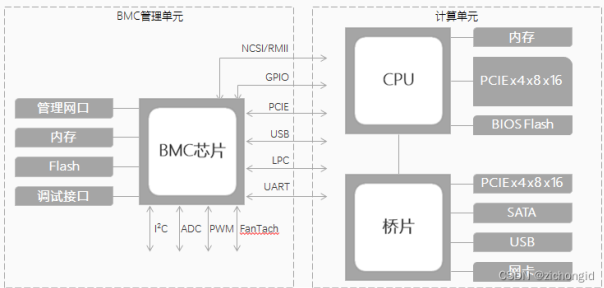 BMC管理单元
计算单元
NCSI/RMII
GPIO
PCIE
USB
LPC
UART
管理网口
内存
Flash
调试接口
BMC芯片
I²C ADC PWM FanTach
CPU
内存
PCIE x4 x8 x16
BIOS Flash
桥片
PCIE x4 x8 x16
SATA
USB
网卡
CSDN @zichongjd